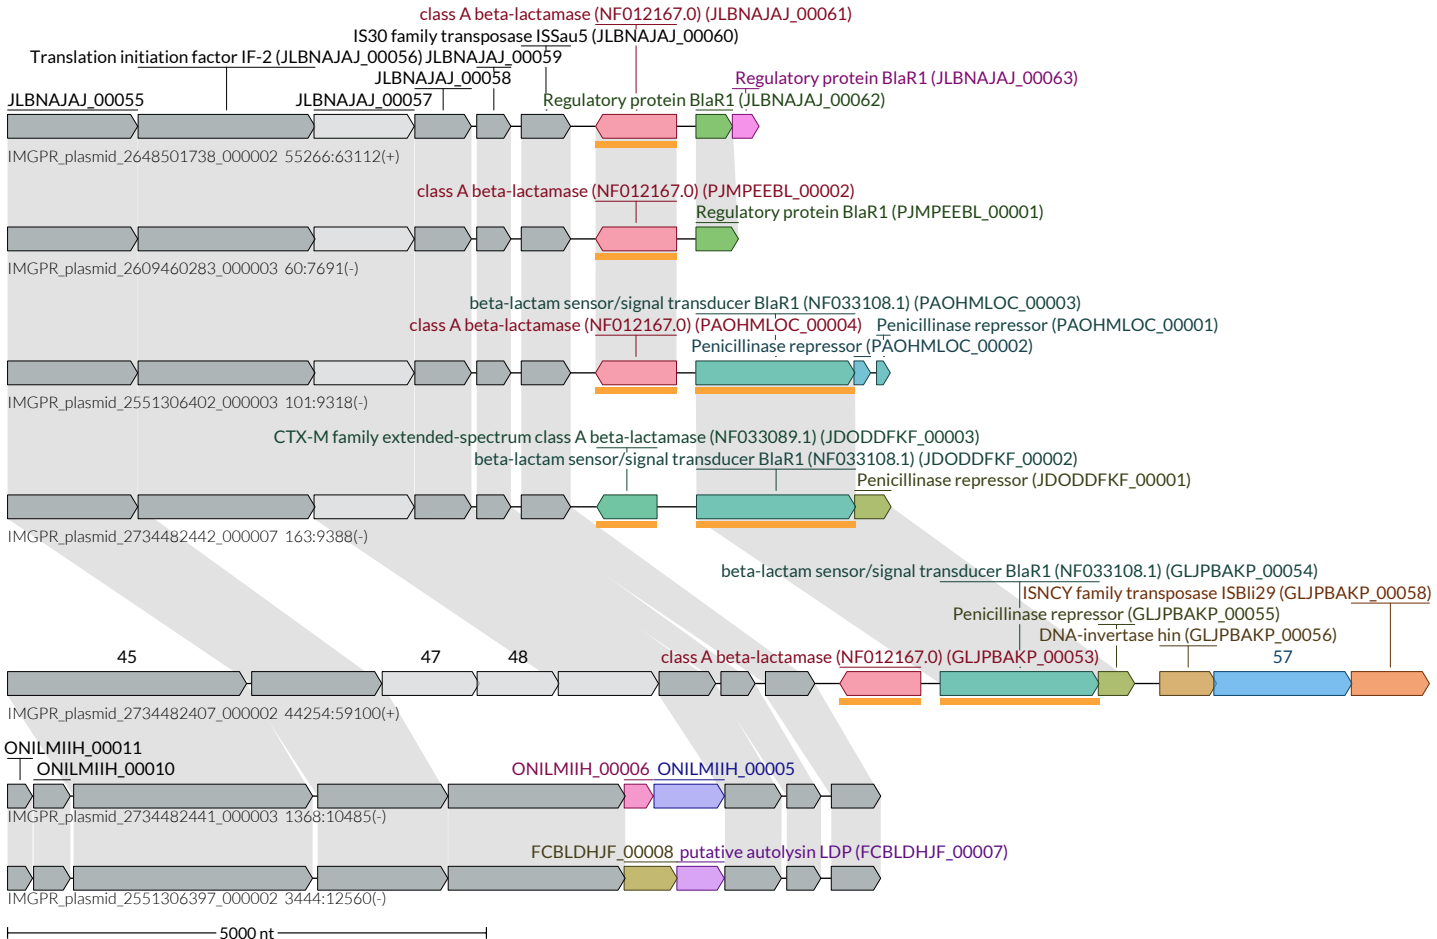 class A beta-lactamase (NF012167.0) (JLBNAJAJ_00061)
IS30 family transposase ISSau5 (JLBNAJAJ_00060)
Translation initiation factor IF-2 (JLBNAJAJ_00056) JLBNAJAJ_00059
JLBNAJAJ_00058 Regulatory protein BlaR1 (JLBNAJAJ_00063)
JLBNAJAJ_00055 JLBNAJAJ_00057 Regulatory protein BlaR1 (JLBNAJAJ_00062)
IMGPR_plasmid_2648501738_000002 55266:63112(+)
class A beta-lactamase (NF012167.0) (PJMPEEBL_00002)
Regulatory protein BlaR1 (PJMPEEBL_00001)
IMGPR_plasmid_2609460283_000003 60:7691(-)
beta-lactam sensor/signal transducer BlaR1 (NF033108.1) (PAOHMLOC_00003)
class A beta-lactamase (NF012167.0) (PAOHMLOC_00004) Penicillinase repressor (PAOHMLOC_00001)
Penicillinase repressor (PAOHMLOC_00002)
IMGPR_plasmid_2551306402_000003 101:9318(-)
CTX-M family extended-spectrum class A beta-lactamase (NF033089.1) (JDODDFKF_00003)
beta-lactam sensor/signal transducer BlaR1 (NF033108.1) (JDODDFKF_00002)
Penicillinase repressor (JDODDFKF_00001)
IMGPR_plasmid_2734482442_000007 163:9388(-)
beta-lactam sensor/signal transducer BlaR1 (NF033108.1) (GLJPBAKP_00054)
ISNCY family transposase ISBli29 (GLJPBAKP_00058)
Penicillinase repressor (GLJPBAKP_00055)
DNA-invertase hin (GLJPBAKP_00056)
45 47 48 class A beta-lactamase (NF012167.0) (GLJPBAKP_00053) 57
IMGPR_plasmid_2734482407_000002 44254:59100(+)
ONILMIIH_00011
ONILMIIH_00010 ONILMIIH_00006 ONILMIIH_00005
IMGPR_plasmid_2734482441_000003 1368:10485(-)
FCBLDHJF_00008 putative autolysin LDP (FCBLDHJF_00007)
IMGPR_plasmid_2551306397_000002 3444:12560(-)
5000 nt